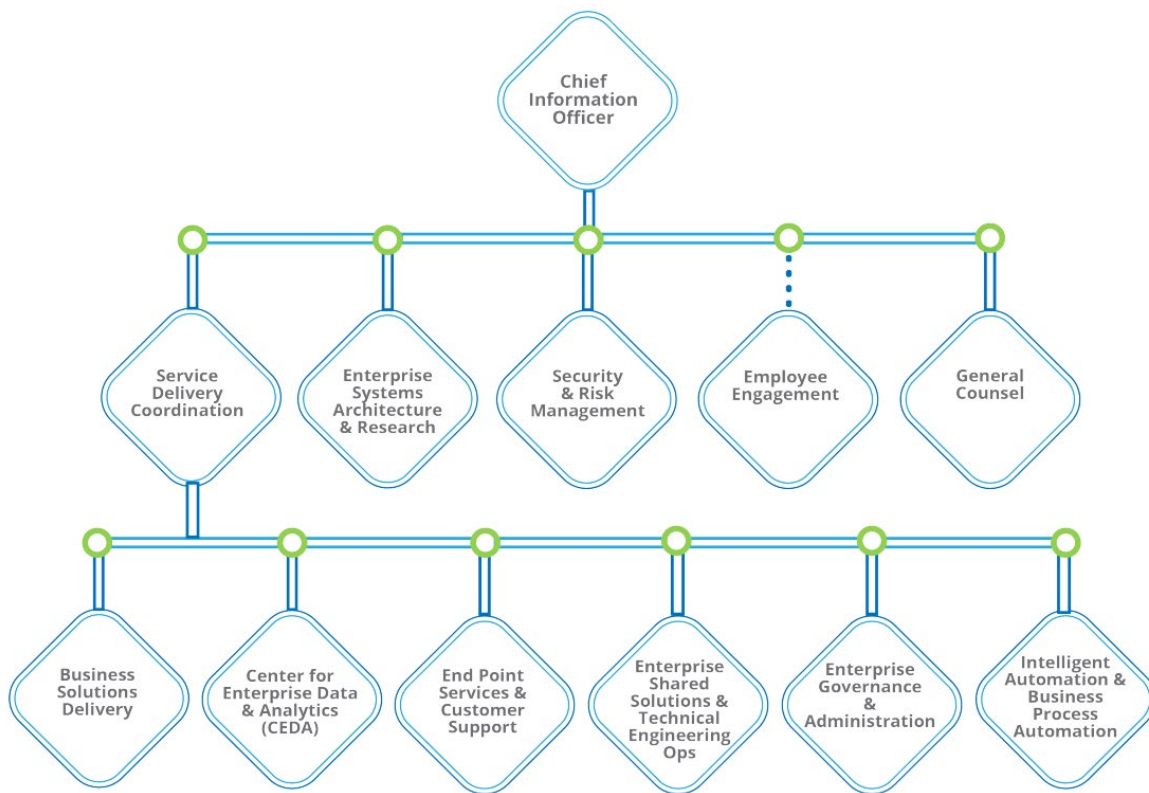 Chief
Information
Officer
Service
Delivery
Coordination
Enterprise
Systems
Architecture
& Research
Security
& Risk
Management
Employee
Engagement
General
Counsel
Business
Solutions
Delivery
Center for
Enterprise Data
& Analytics
(CEDA)
End Point
Services &
Customer
Support
Enterprise
Shared
Solutions &
Technical
Engineering
Ops
Enterprise
Governance
&
Administration
Intelligent
Automation &
Business
Process
Automation